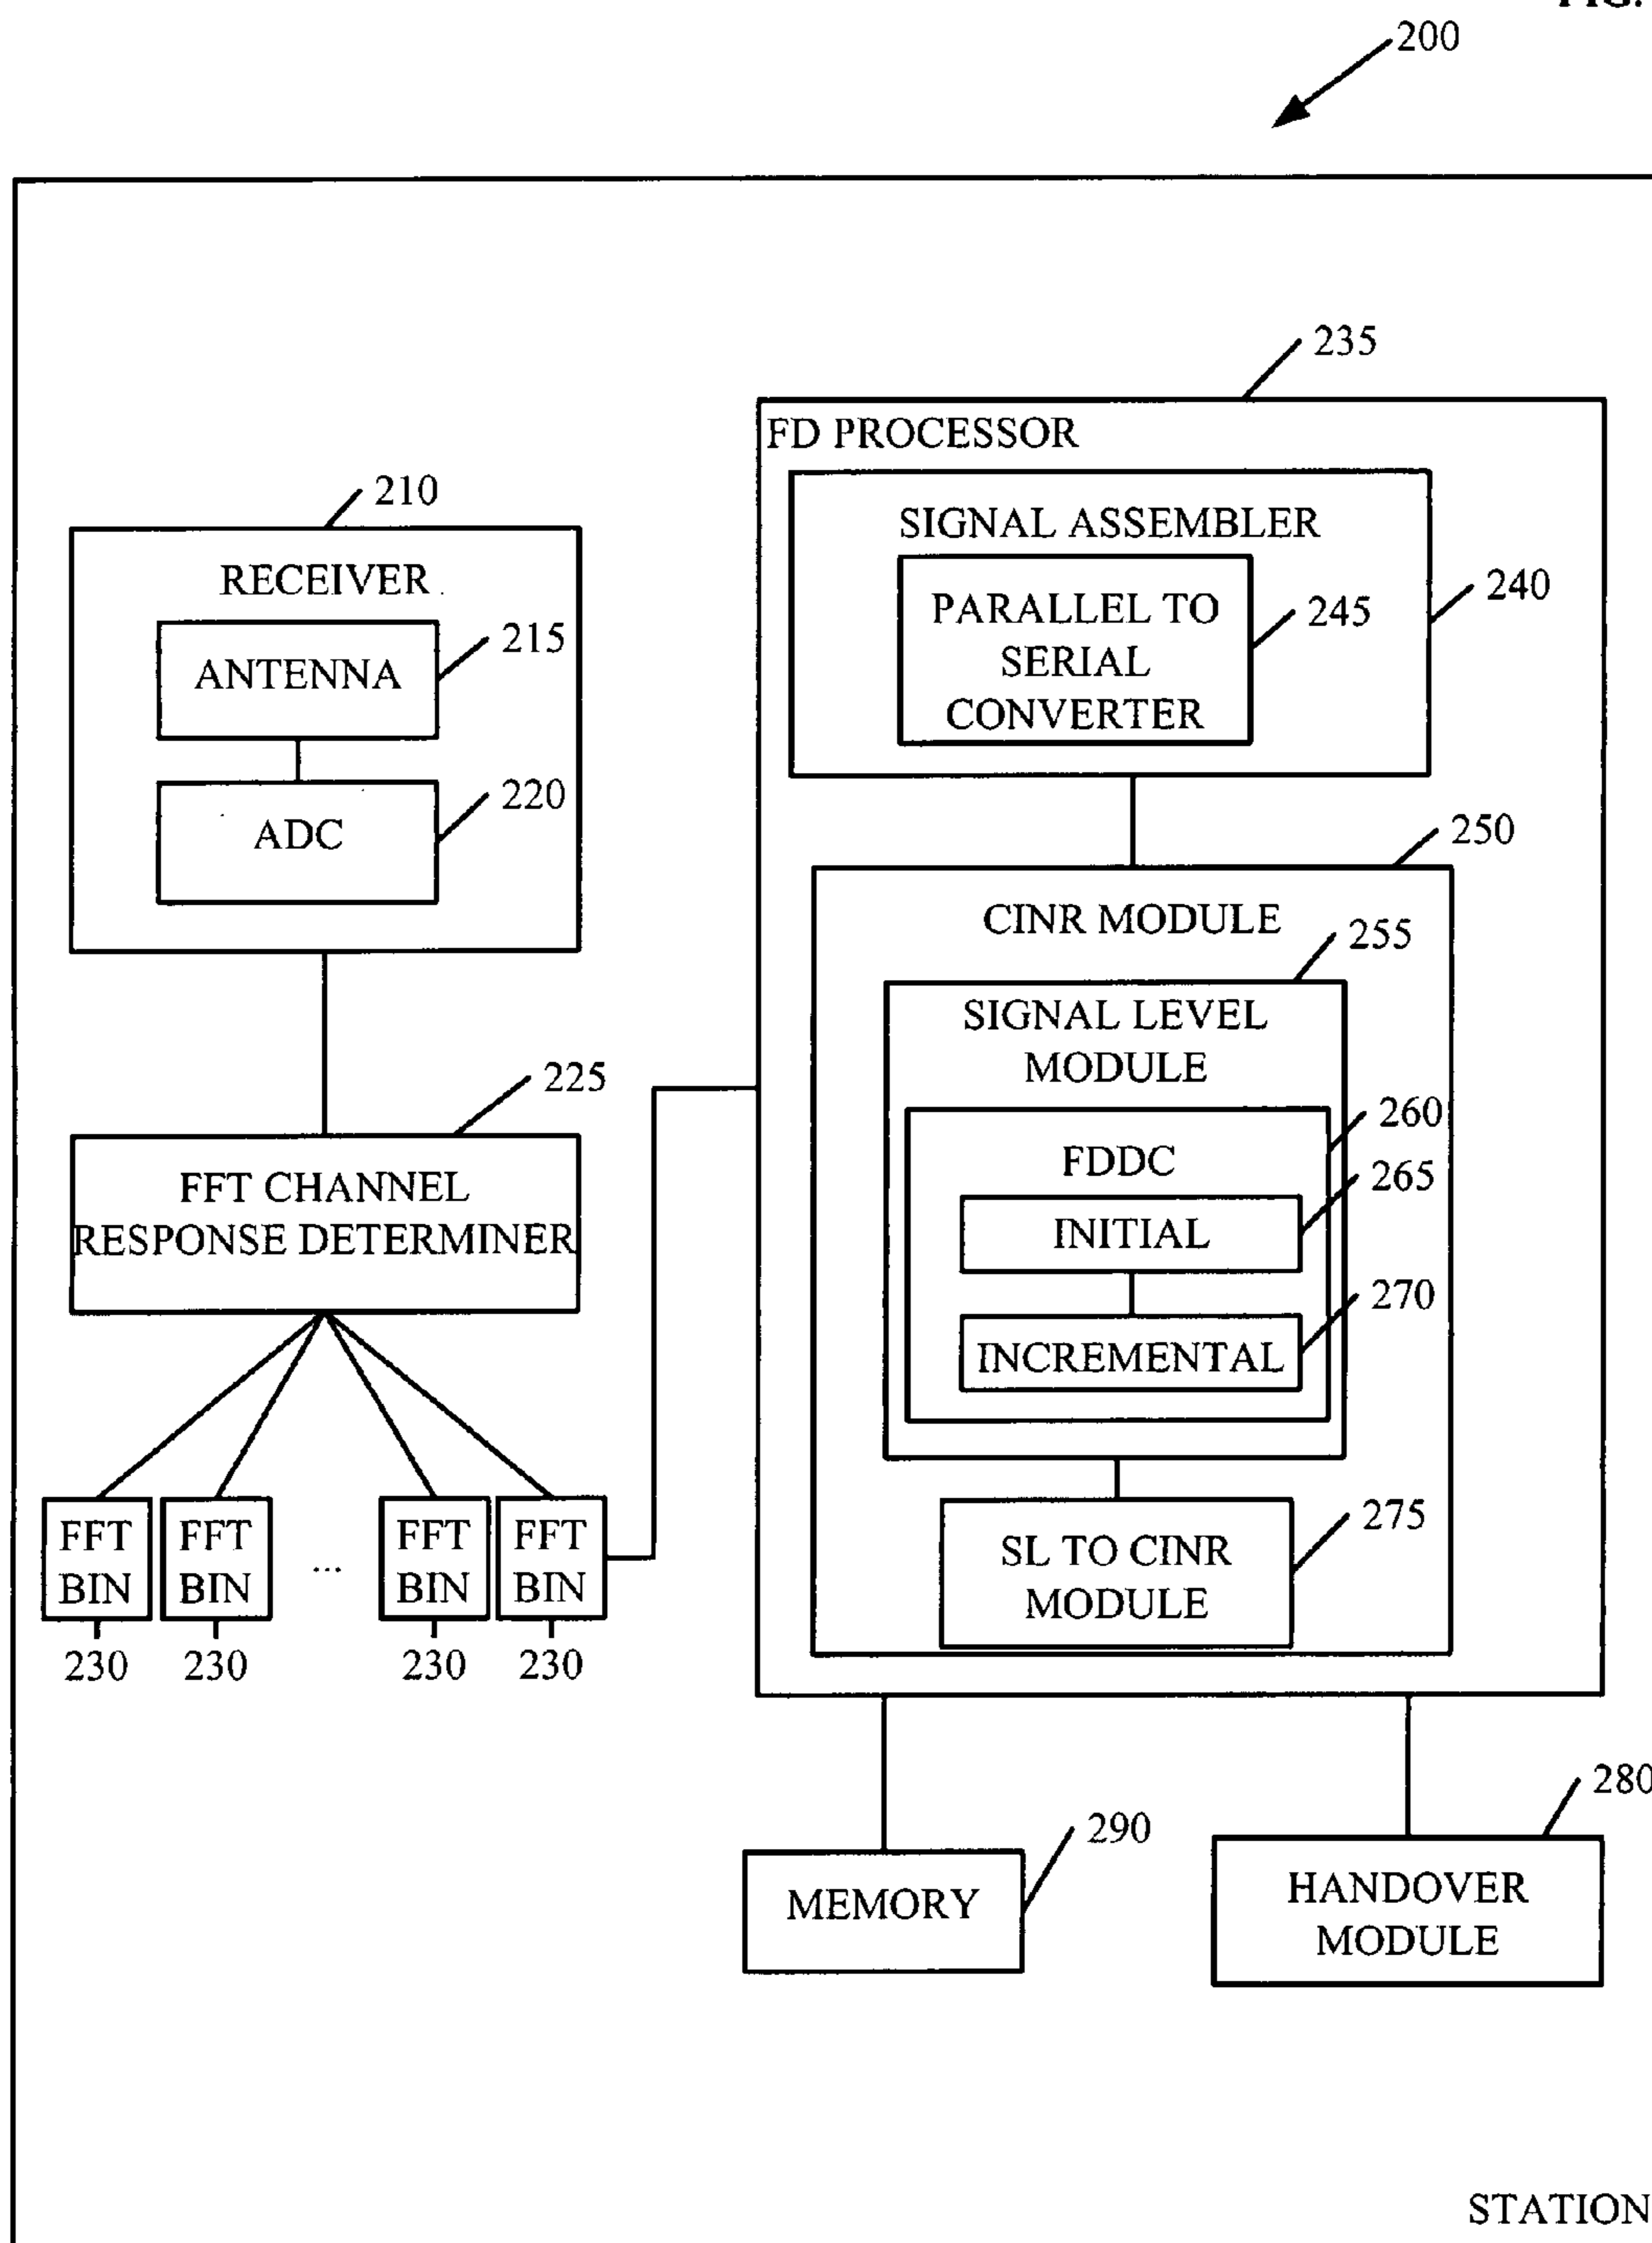 FIG.
200
235
FD PROCESSOR
210
SIGNAL ASSEMBLER
RECEIVER
240
PARALLEL TO
SERIAL
CONVERTER
245
215
ANTENNA
220
ADC
250
CINR MODULE
255
SIGNAL LEVEL
MODULE
225
260
FDDC
265
FFT CHANNEL
RESPONSE DETERMINER
INITIAL
270
INCREMENTAL
FFT
BIN
FFT
BIN
...
FFT
BIN
FFT
BIN
275
SL TO CINR
MODULE
230
230
230
230
280
290
MEMORY
HANDOVER
MODULE
STATION